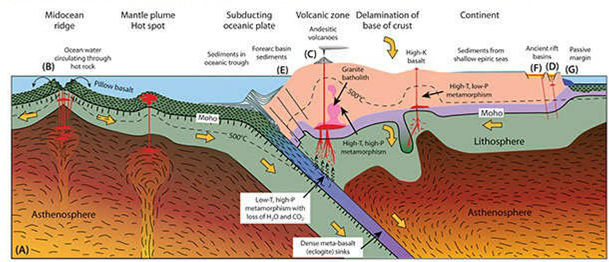 Midocean
ridge
Mantle plume
Hot spot
Subducting
oceanic plate
Volcanic zone
Delamination of
base of crust
Continent
Ocean water
circulating through
hot rock
Sediments in
oceanic trough
Forearc basin
sediments
Andesitic
volcanoes
High-K
basalt
Sediments from
shallow epiric seas
Ancient rift
basins
Passive
margin
(B)
(C)
(E)
(F)
(D)
(G)
Pillow basalt
Granite
batholith
500°C
High-T, low-P
metamorphism
Moho
Moho
500°C
High-T, high-P
metamorphism
Lithosphere
Low-T, high-P
metamorphism with
loss of H2O and CO2
Asthenosphere
Asthenosphere
Dense meta-basalt
(eclogite) sinks
(A)